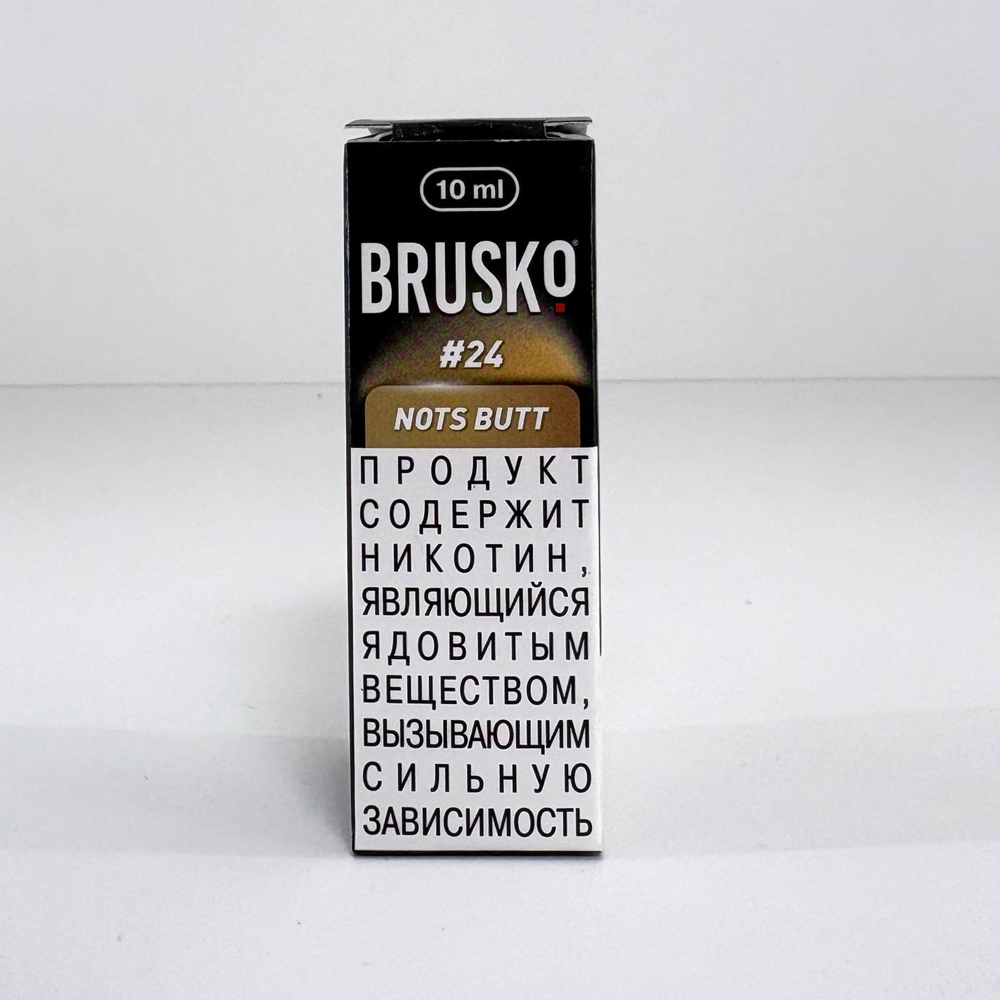 10 ml
BRUSKO®
#24
NOTS BUTT
ПРОДУКТ
СОДЕРЖИТ
НИКОТИН,
ЯВЛЯЮЩИЙСЯ
ЯДОВИТЫМ
ВЕЩЕСТВОМ,
ВЫЗЫВАЮЩИМ
СИЛЬНУЮ
ЗАВИСИМОСТЬ